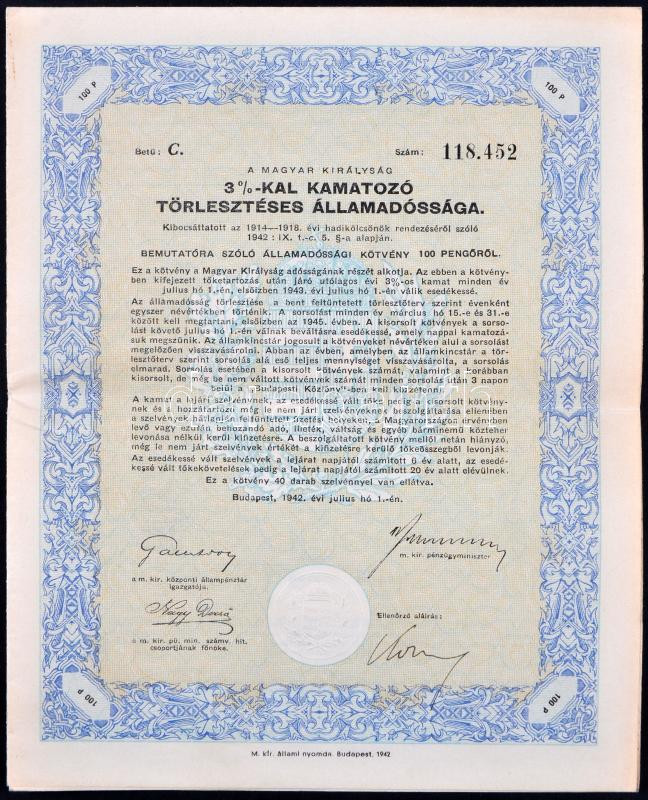 100 P
100 P
Betű: C.
Szám: 118.452
A MAGYAR KIRÁLYSÁG
3%-KAL KAMATOZÓ
TÖRLESZTÉSES ÁLLAMADÓSSÁGA.
Kibocsáttatott az 1914—1918. évi hadikölcsönök rendezéséről szóló
1942: IX. t.-c. 5. §-a alapján.
BEMUTATÓRA SZÓLÓ ÁLLAMADÓSSÁGI KÖTVÉNY 100 PENGŐRŐL.
Ez a kötvény a Magyar Királyság adósságának részét alkotja. Az ebben a kötvény-
ben kifejezett tőketartozás után járó utólagos évi 3%-os kamat minden év
július hó 1.-én, elsőízben 1943. évi július hó 1.-én válik esedékessé.
Az államadósság törlesztése a bent feltüntetett törlesztőterv szerint évenként
egyszer névértékben történik. A sorsolást minden év március hó 15.-e és 31.-e
között kell megtartani, elsőízben az 1945. évben. A kisorsolt kötvények a sorso-
lást követő július hó 1.-én válnak beváltásra esedékessé, amely nappal kamatozá-
suk megszűnik. Az államkincstár jogosult a kötvényeket névértéken alul a sorsolást
megelőzően visszavásárolni. Abban az évben, amelyben az államkincstár a tör-
lesztőterv szerint sorsolás alá eső teljes mennyiséget visszavásárolta, a sorsolás
elmarad. Sorsolás esetében a kisorsolt kötvények számát, valamint a korábban
kisorsolt, de még be nem váltott kötvények számát minden sorsolás után 3 napon
belül a „Budapesti Közlöny”-ben kell közzétenni.
A kamat a lejárt szelvénynek, az esedékessé vált tőke pedig a kisorsolt kötvény-
nek és a hozzátartozó még le nem járt szelvényeknek beszolgáltatása ellenében
a szelvények hátlapján feltüntetett fizetési helyeken, a Magyarországon érvényben
levő vagy ezután behozandó adó, illeték, váltság és egyéb bárminemű közteher
levonása nélkül kerül kifizetésre. A beszolgáltatott kötvény mellől netán hiányzó,
még le nem járt szelvények értékét a kifizetésre kerülő tőkeösszegből levonják.
Az esedékessé vált szelvények a lejárat napjától számított 6 év alatt, az esedé-
kessé vált tőkekövetelések pedig a lejárat napjától számított 20 év alatt elévülnek.
Ez a kötvény 40 darab szelvénnyel van ellátva.
Budapest, 1942. évi július hó 1.-én.
m. kir. pénzügyminiszter
a m. kir. központi állampénztár
igazgatója.
Ellenőrző aláírás:
Nagy Dezső
a m. kir. pü. min. számv. hit.
csoportjának főnöke.
100 P
100 P
M. kir. állami nyomda. Budapest, 1942